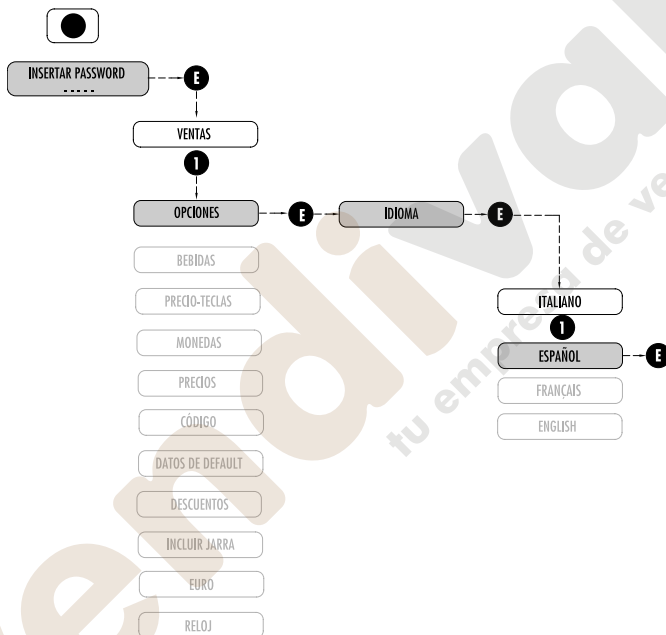 INSERTAR PASSWORD
- - - - -
E
VENTAS
1
OPCIONES
E
IDIOMA
E
BEBIDAS
PRECIO-TECLAS
MONEDAS
PRECIOS
CÓDIGO
DATOS DE DEFAULT
DESCUENTOS
INCLUIR JARRA
EURO
RELOJ
ITALIANO
1
ESPAÑOL
E
FRANÇAIS
ENGLISH
endiv
tu empresa de ve